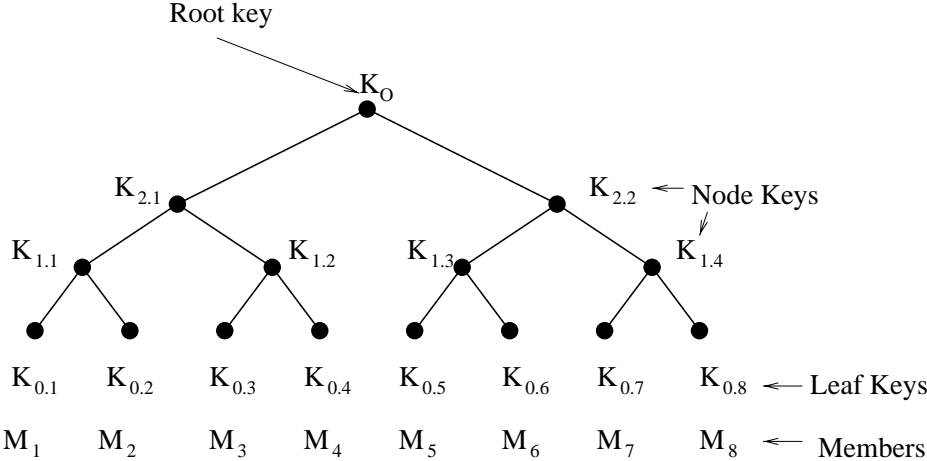 Root key
K_O
K_2.1 K_2.2 Node Keys
K_1.1 K_1.2 K_1.3 K_1.4
K_0.1 K_0.2 K_0.3 K_0.4 K_0.5 K_0.6 K_0.7 K_0.8 Leaf Keys
M_1 M_2 M_3 M_4 M_5 M_6 M_7 M_8 Members